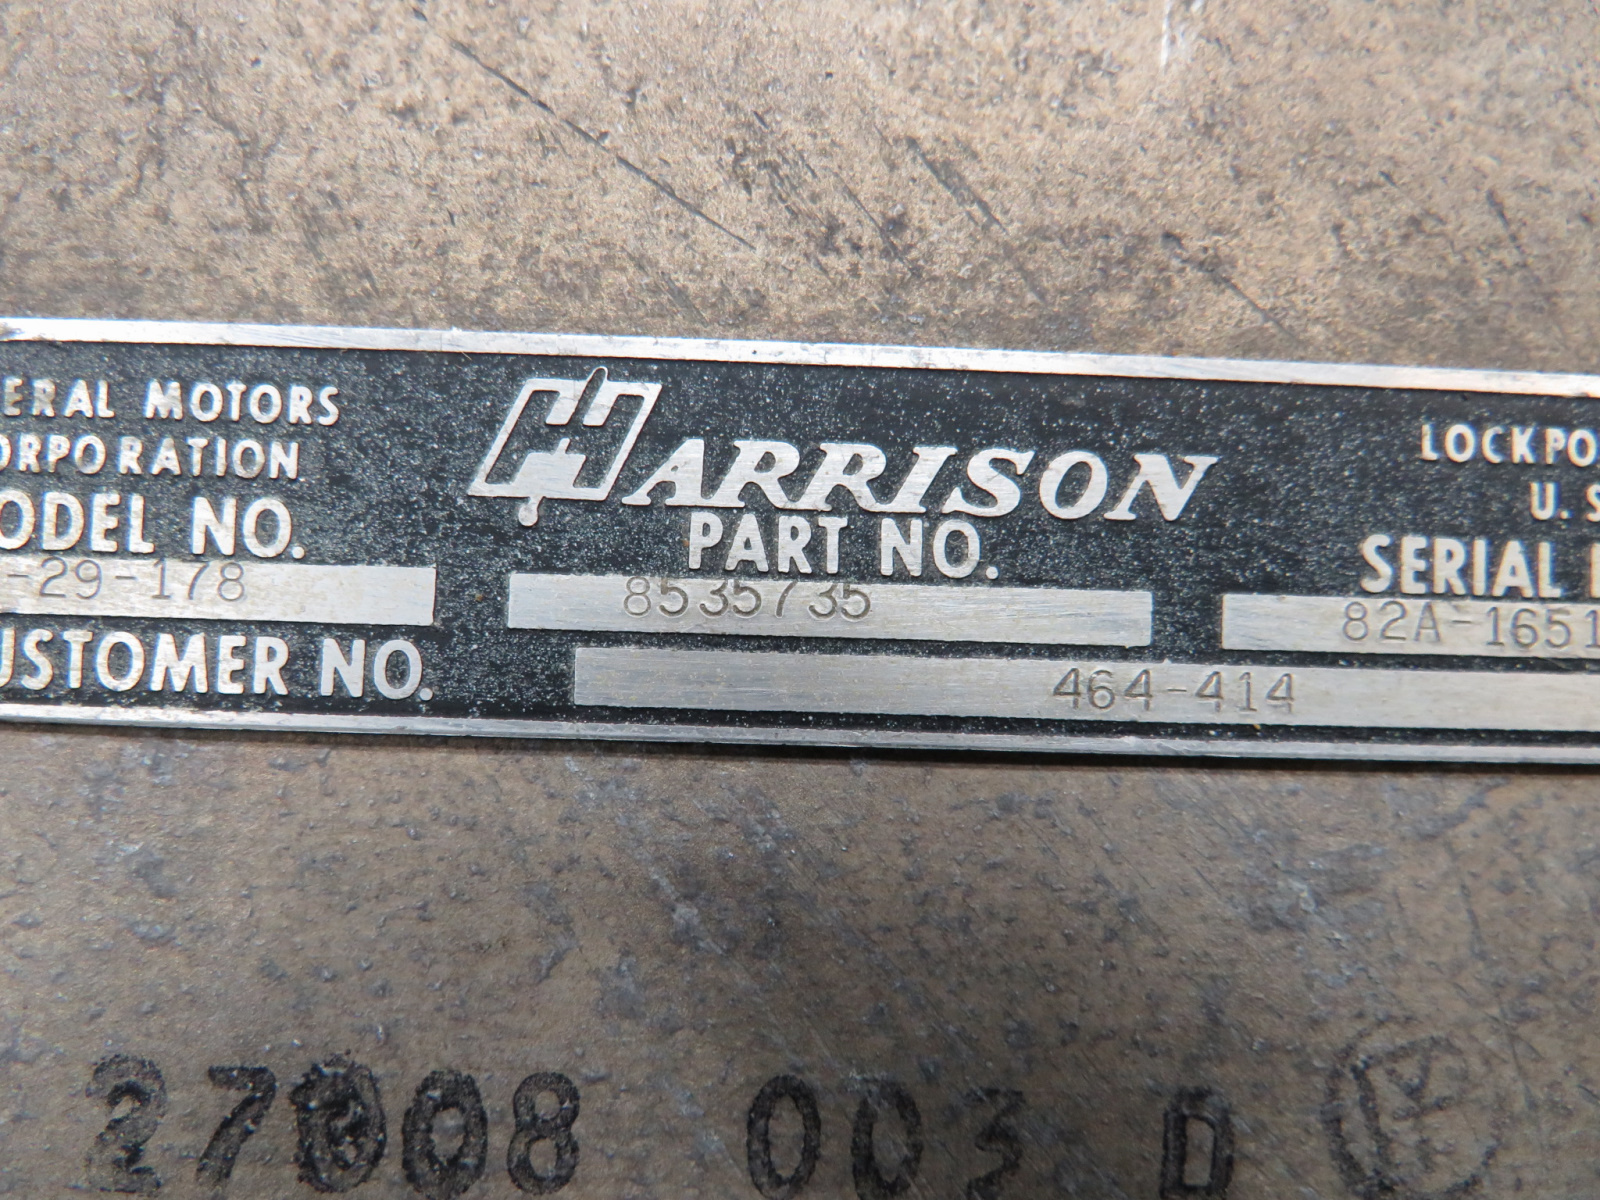 ERAL MOTORS
ORPORATION
HARRISON
LOCKPO
U. S
ODEL NO.
PART NO.
SERIAL
-29-178
8535735
82A-1651
USTOMER NO.
464-414
003 D